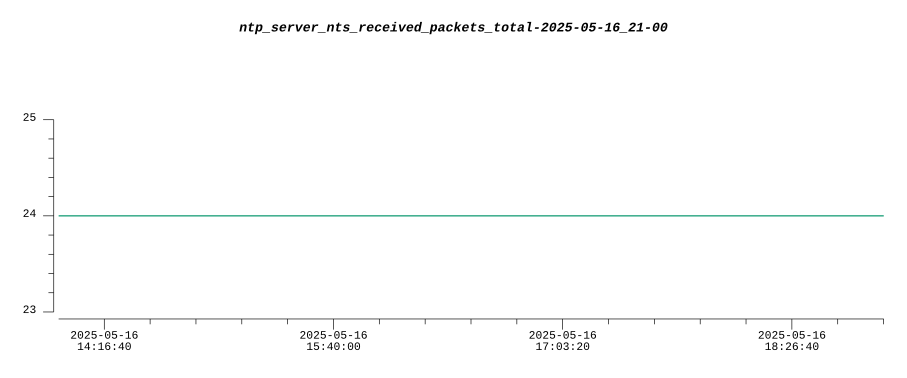 ntp_server_nts_received_packets_total-2025-05-16_21-00
25
24
23
2025-05-16 2025-05-16 2025-05-16 2025-05-16
14:16:40 15:40:00 17:03:20 18:26:40